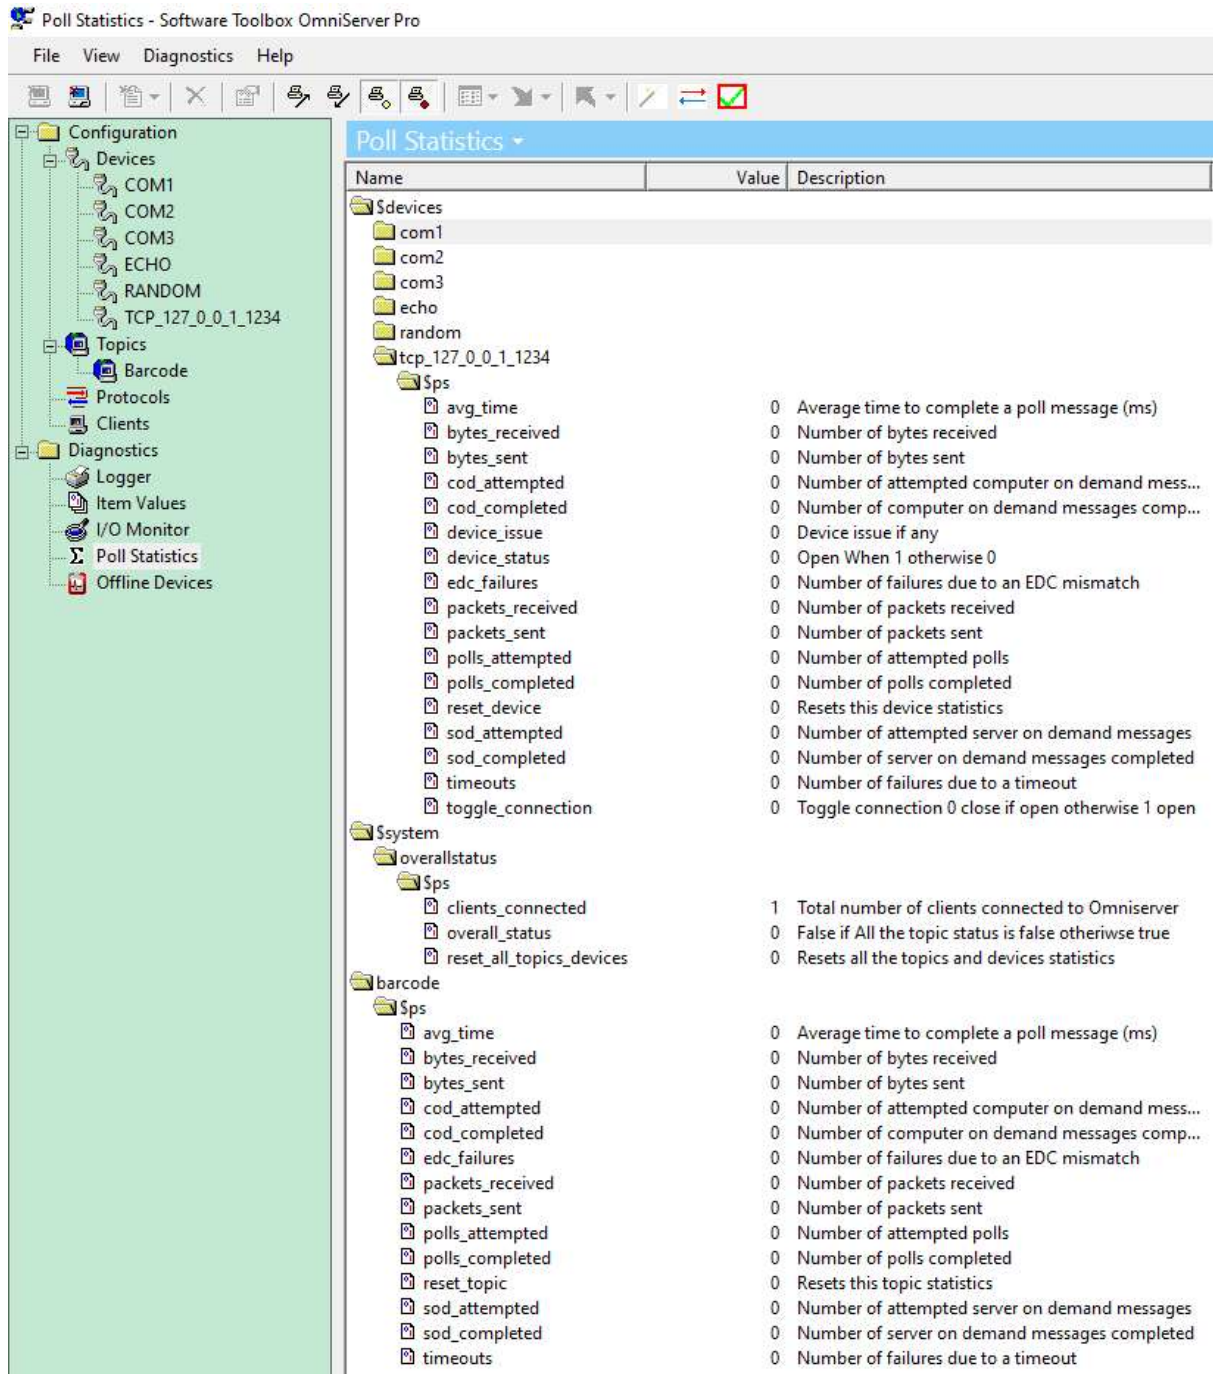 Poll Statistics - Software Toolbox OmniServer Pro
File View Diagnostics Help
Configuration
Devices
COM1
COM2
COM3
ECHO
RANDOM
TCP_127_0_0_1_1234
Topics
Barcode
Protocols
Clients
Diagnostics
Logger
Item Values
I/O Monitor
Poll Statistics
Offline Devices
Poll Statistics
Name Value Description
$devices
com1
com2
com3
echo
random
tcp_127_0_0_1_1234
$ps
avg_time 0 Average time to complete a poll message (ms)
bytes_received 0 Number of bytes received
bytes_sent 0 Number of bytes sent
cod_attempted 0 Number of attempted computer on demand mess...
cod_completed 0 Number of computer on demand messages comp...
device_issue 0 Device issue if any
device_status 0 Open When 1 otherwise 0
edc_failures 0 Number of failures due to an EDC mismatch
packets_received 0 Number of packets received
packets_sent 0 Number of packets sent
polls_attempted 0 Number of attempted polls
polls_completed 0 Number of polls completed
reset_device 0 Resets this device statistics
sod_attempted 0 Number of attempted server on demand messages
sod_completed 0 Number of server on demand messages completed
timeouts 0 Number of failures due to a timeout
toggle_connection 0 Toggle connection 0 close if open otherwise 1 open
$system
overallstatus
$ps
clients_connected 1 Total number of clients connected to Omniserver
overall_status 0 False if All the topic status is false otheriwse true
reset_all_topics_devices 0 Resets all the topics and devices statistics
barcode
$ps
avg_time 0 Average time to complete a poll message (ms)
bytes_received 0 Number of bytes received
bytes_sent 0 Number of bytes sent
cod_attempted 0 Number of attempted computer on demand mess...
cod_completed 0 Number of computer on demand messages comp...
edc_failures 0 Number of failures due to an EDC mismatch
packets_received 0 Number of packets received
packets_sent 0 Number of packets sent
polls_attempted 0 Number of attempted polls
polls_completed 0 Number of polls completed
reset_topic 0 Resets this topic statistics
sod_attempted 0 Number of attempted server on demand messages
sod_completed 0 Number of server on demand messages completed
timeouts 0 Number of failures due to a timeout